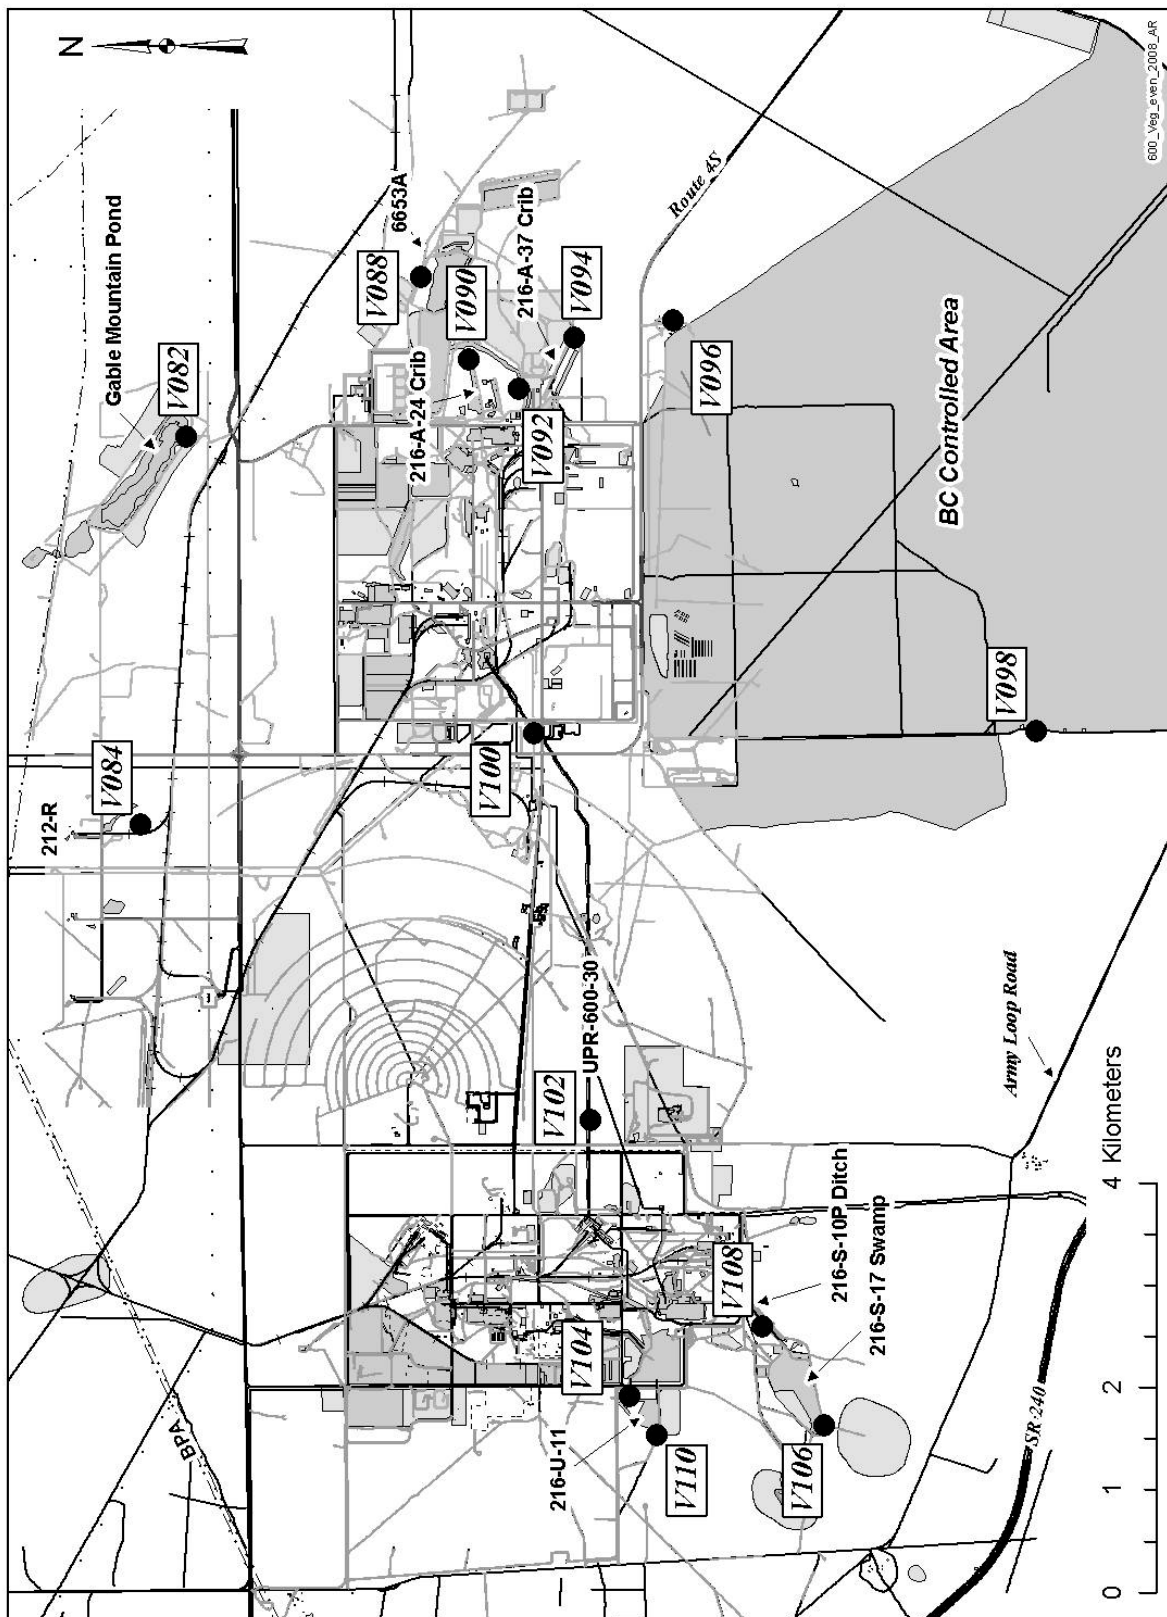 N
Gable Mountain Pond
V082
212-R
V084
6653A
V088
V090
216-A-37 Crib
V094
216-A-24 Crib
V092
Route 4S
V096
BC Controlled Area
V098
V100
UPR-600-30
V102
Army Loop Road
BPA
V104
216-U-11
V110
V108
216-S-10P Ditch
216-S-17 Swamp
V106
SR 240
0 1 2 4 Kilometers
600_Veg_even_2008_AR